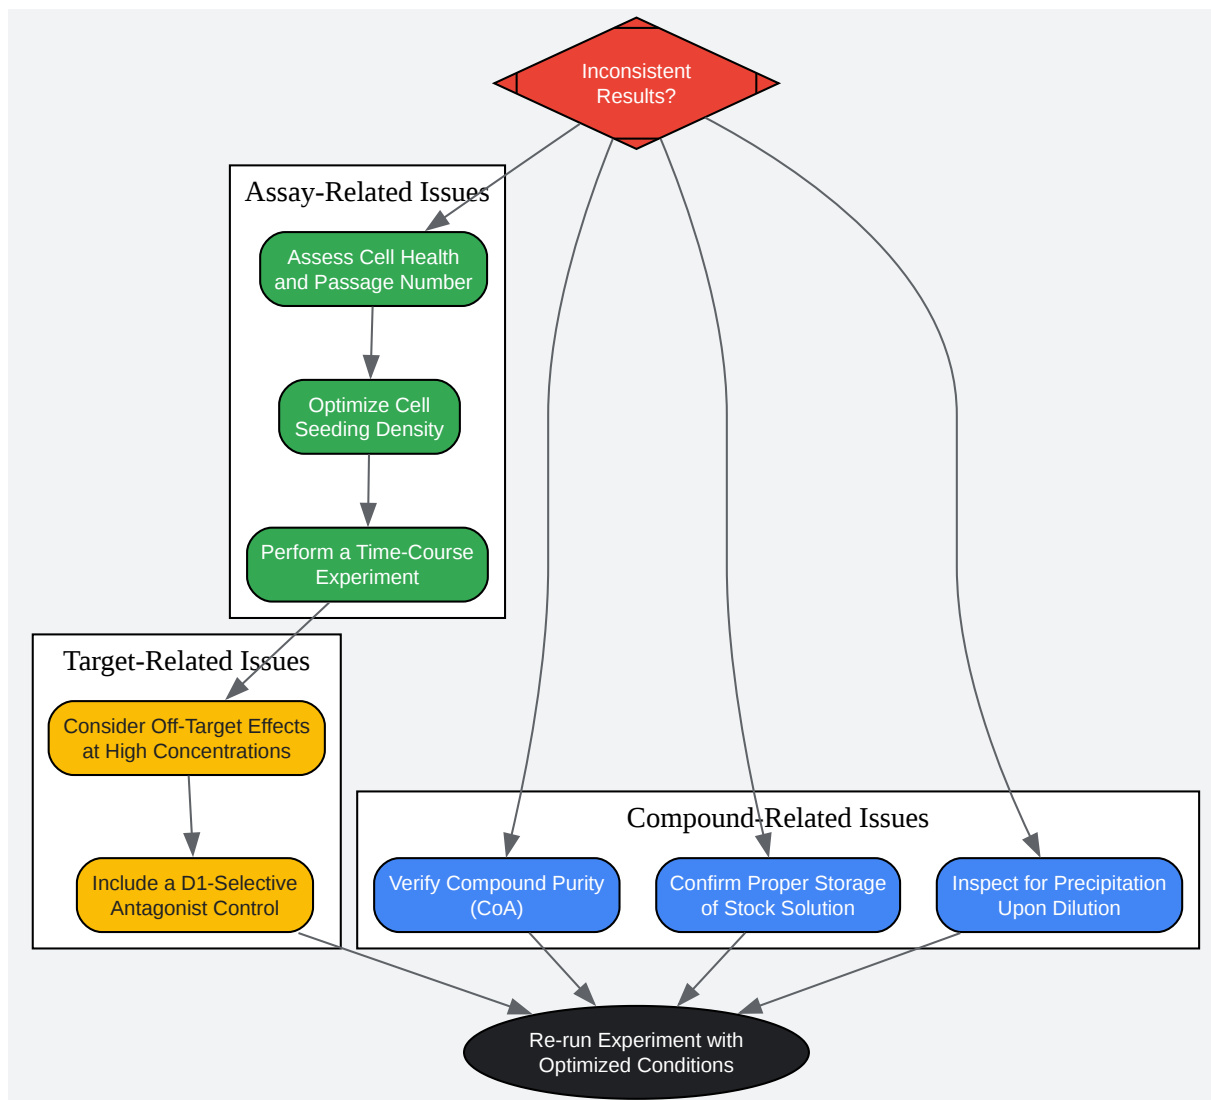 Inconsistent
Results?
Assay-Related Issues
Assess Cell Health
and Passage Number
Optimize Cell
Seeding Density
Perform a Time-Course
Experiment
Target-Related Issues
Consider Off-Target Effects
at High Concentrations
Include a D1-Selective
Antagonist Control
Compound-Related Issues
Verify Compound Purity
(CoA)
Confirm Proper Storage
of Stock Solution
Inspect for Precipitation
Upon Dilution
Re-run Experiment with
Optimized Conditions